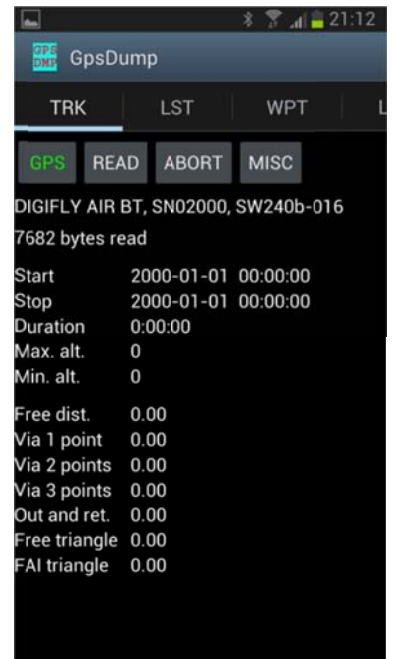 21:12
GPS DMP GpsDump
TRK LST WPT L
GPS READ ABORT MISC
DIGIFLY AIR BT, SN02000, SW240b-016
7682 bytes read
Start 2000-01-01 00:00:00
Stop 2000-01-01 00:00:00
Duration 0:00:00
Max. alt. 0
Min. alt. 0
Free dist. 0.00
Via 1 point 0.00
Via 2 points 0.00
Via 3 points 0.00
Out and ret. 0.00
Free triangle 0.00
FAI triangle 0.00